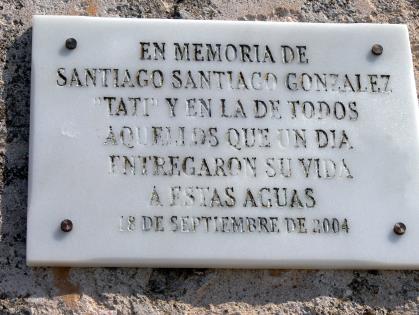 EN MEMORIA DE
SANTIAGO SANTIAGO GONZALEZ
"TATI" Y EN LA DE TODOS
AQUELLOS QUE UN DIA
ENTREGARON SU VIDA
A ESTAS AGUAS
18 DE SEPTIEMBRE DE 2004